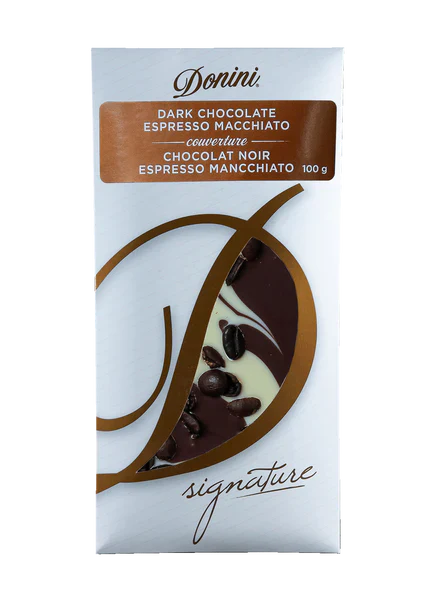 Donini®
DARK CHOCOLATE
ESPRESSO MACCHIATO
couverture
CHOCOLAT NOIR
ESPRESSO MANCCHIATO 100 g
D
signature